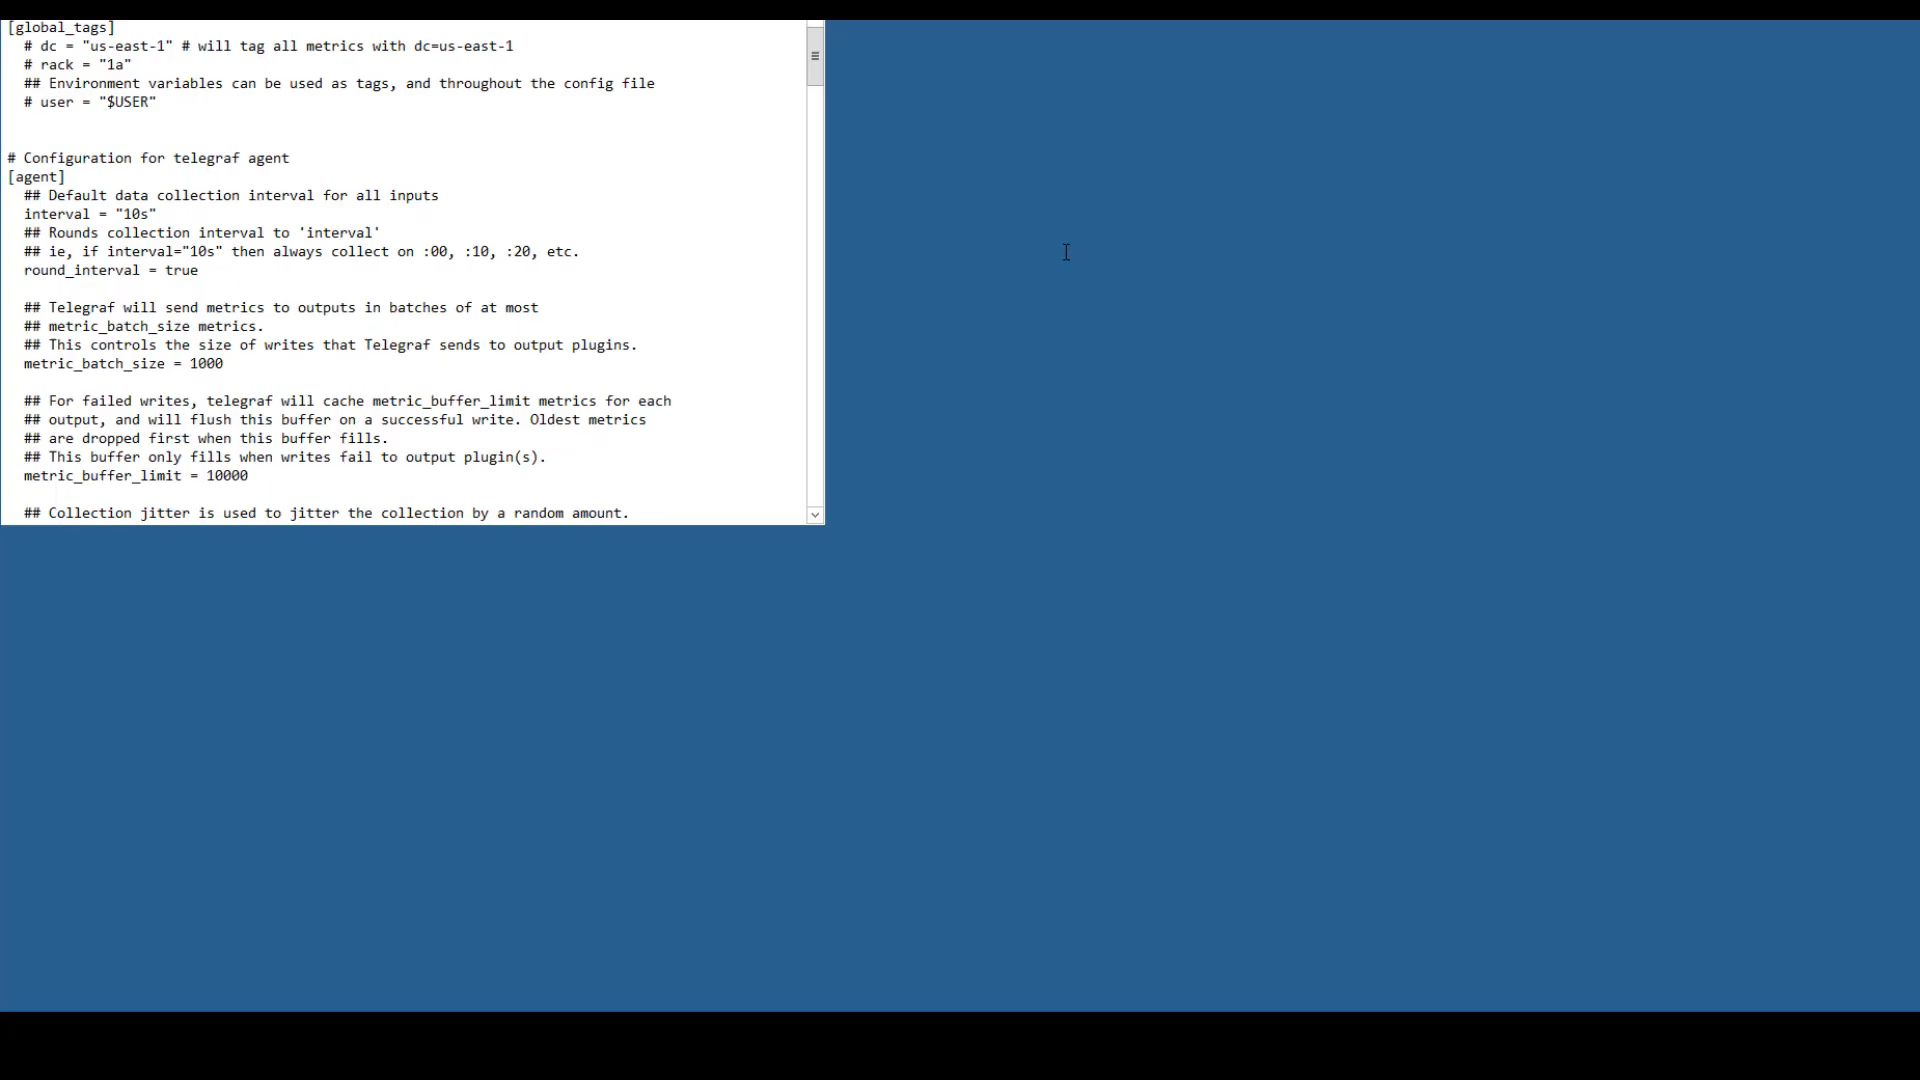 [global_tags]
# dc = "us-east-1" # will tag all metrics with dc=us-east-1
# rack = "1a"
## Environment variables can be used as tags, and throughout the config file
# user = "$USER"
# Configuration for telegraf agent
[agent]
## Default data collection interval for all inputs
interval = "10s"
## Rounds collection interval to 'interval'
## ie, if interval="10s" then always collect on :00, :10, :20, etc.
round_interval = true
## Telegraf will send metrics to outputs in batches of at most
## metric_batch_size metrics.
## This controls the size of writes that Telegraf sends to output plugins.
metric_batch_size = 1000
## For failed writes, telegraf will cache metric_buffer_limit metrics for each
## output, and will flush this buffer on a successful write. Oldest metrics
## are dropped first when this buffer fills.
## This buffer only fills when writes fail to output plugin(s).
metric_buffer_limit = 10000
## Collection jitter is used to jitter the collection by a random amount.